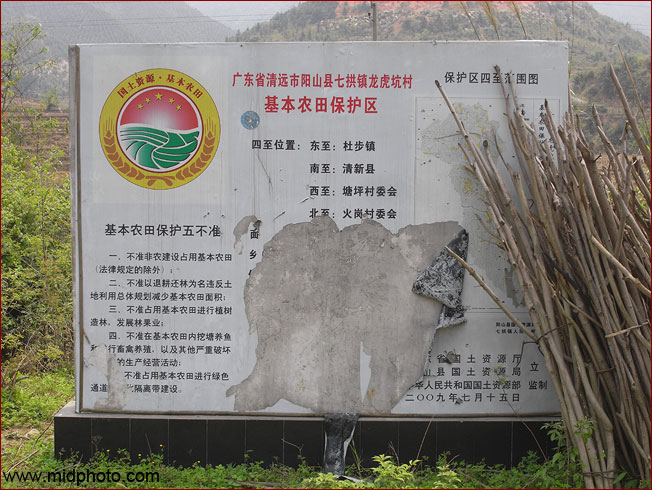 国土资源·基本农田
广东省清远市阳山县七拱镇龙虎坑村
基本农田保护区
保护区四至范围图
四至位置： 东至：杜步镇
南至：清新县
西至：塘坪村委会
北至：火岗村委会
面
乡
基本农田保护五不准
一、不准非农建设占用基本农田
（法律规定的除外）；
二、不准以退耕还林为名违反土
地利用总体规划减少基本农田面积；
三、不准占用基本农田进行植树
造林，发展林果业；
四、不准在基本农田内挖塘养鱼
行畜禽养殖，以及其他严重破坏
的生产经营活动；
不准占用基本农田进行绿色
通道 隔离带建设。
省国土资源厅
山县国土资源局 立
华人民共和国国土资源部 监制
二00九年七月十五日
www.midphoto.com